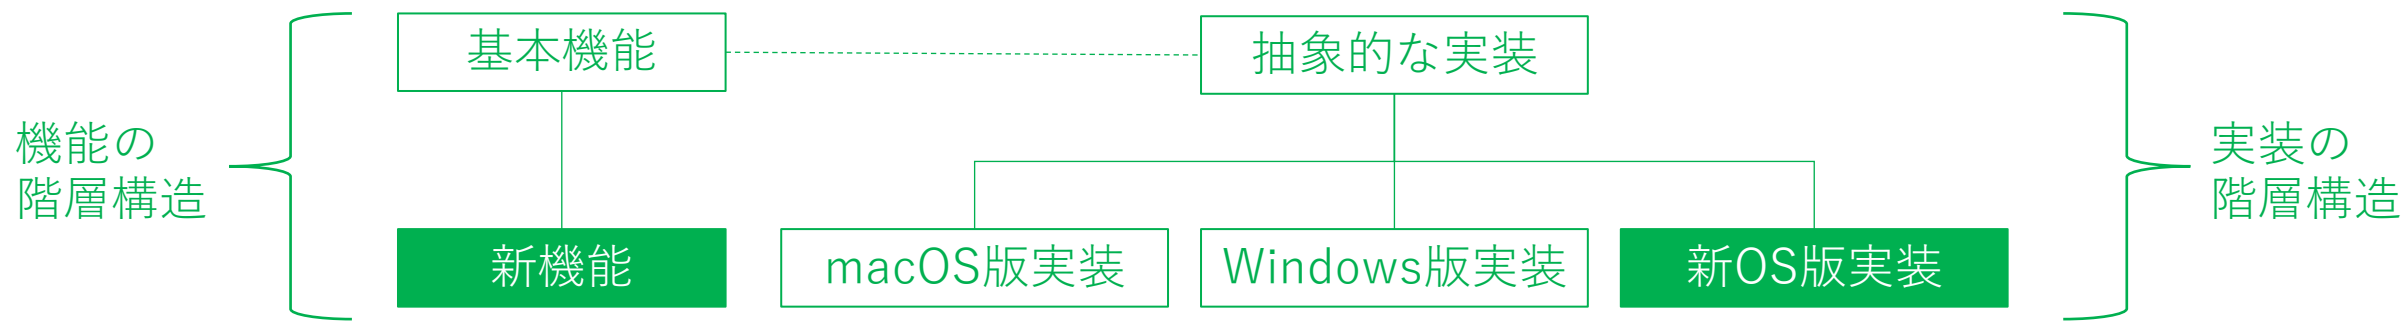 基本機能
抽象的な実装
機能の
階層構造
実装の
階層構造
新機能
macOS版実装
Windows版実装
新OS版実装